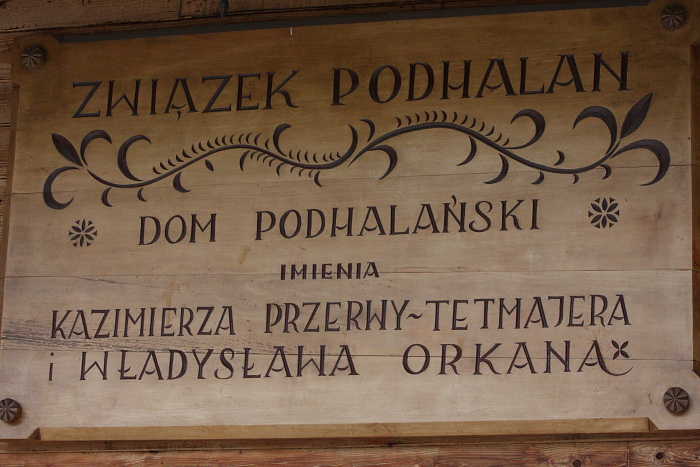 ZWIĄZEK PODHALAN
DOM PODHALAŃSKI
IMIENIA
KAZIMIERZA PRZERWY~TETMAJERA
i WŁADYSŁAWA ORKANA